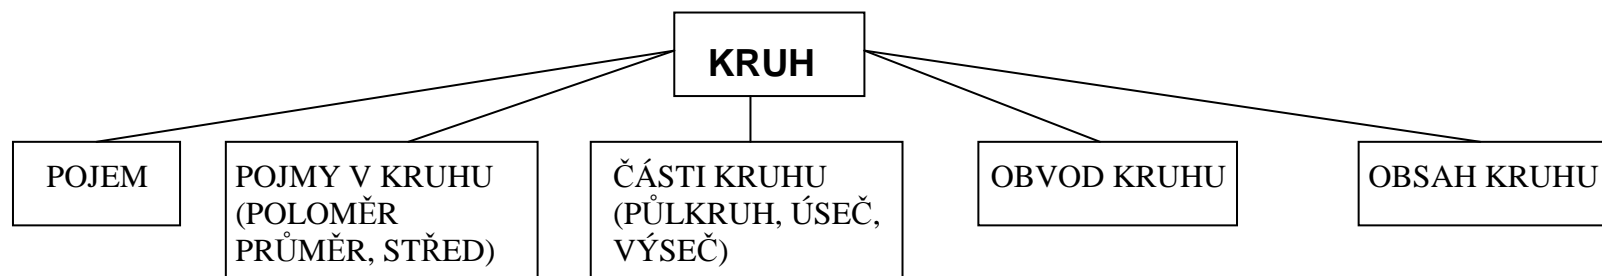 KRUH
POJEM
POJMY V KRUHU
(POLOMĚR
PRŮMĚR, STŘED)
ČÁSTI KRUHU
(PŮLKRUH, ÚSEČ,
VÝSEČ)
OBVOD KRUHU
OBSAH KRUHU